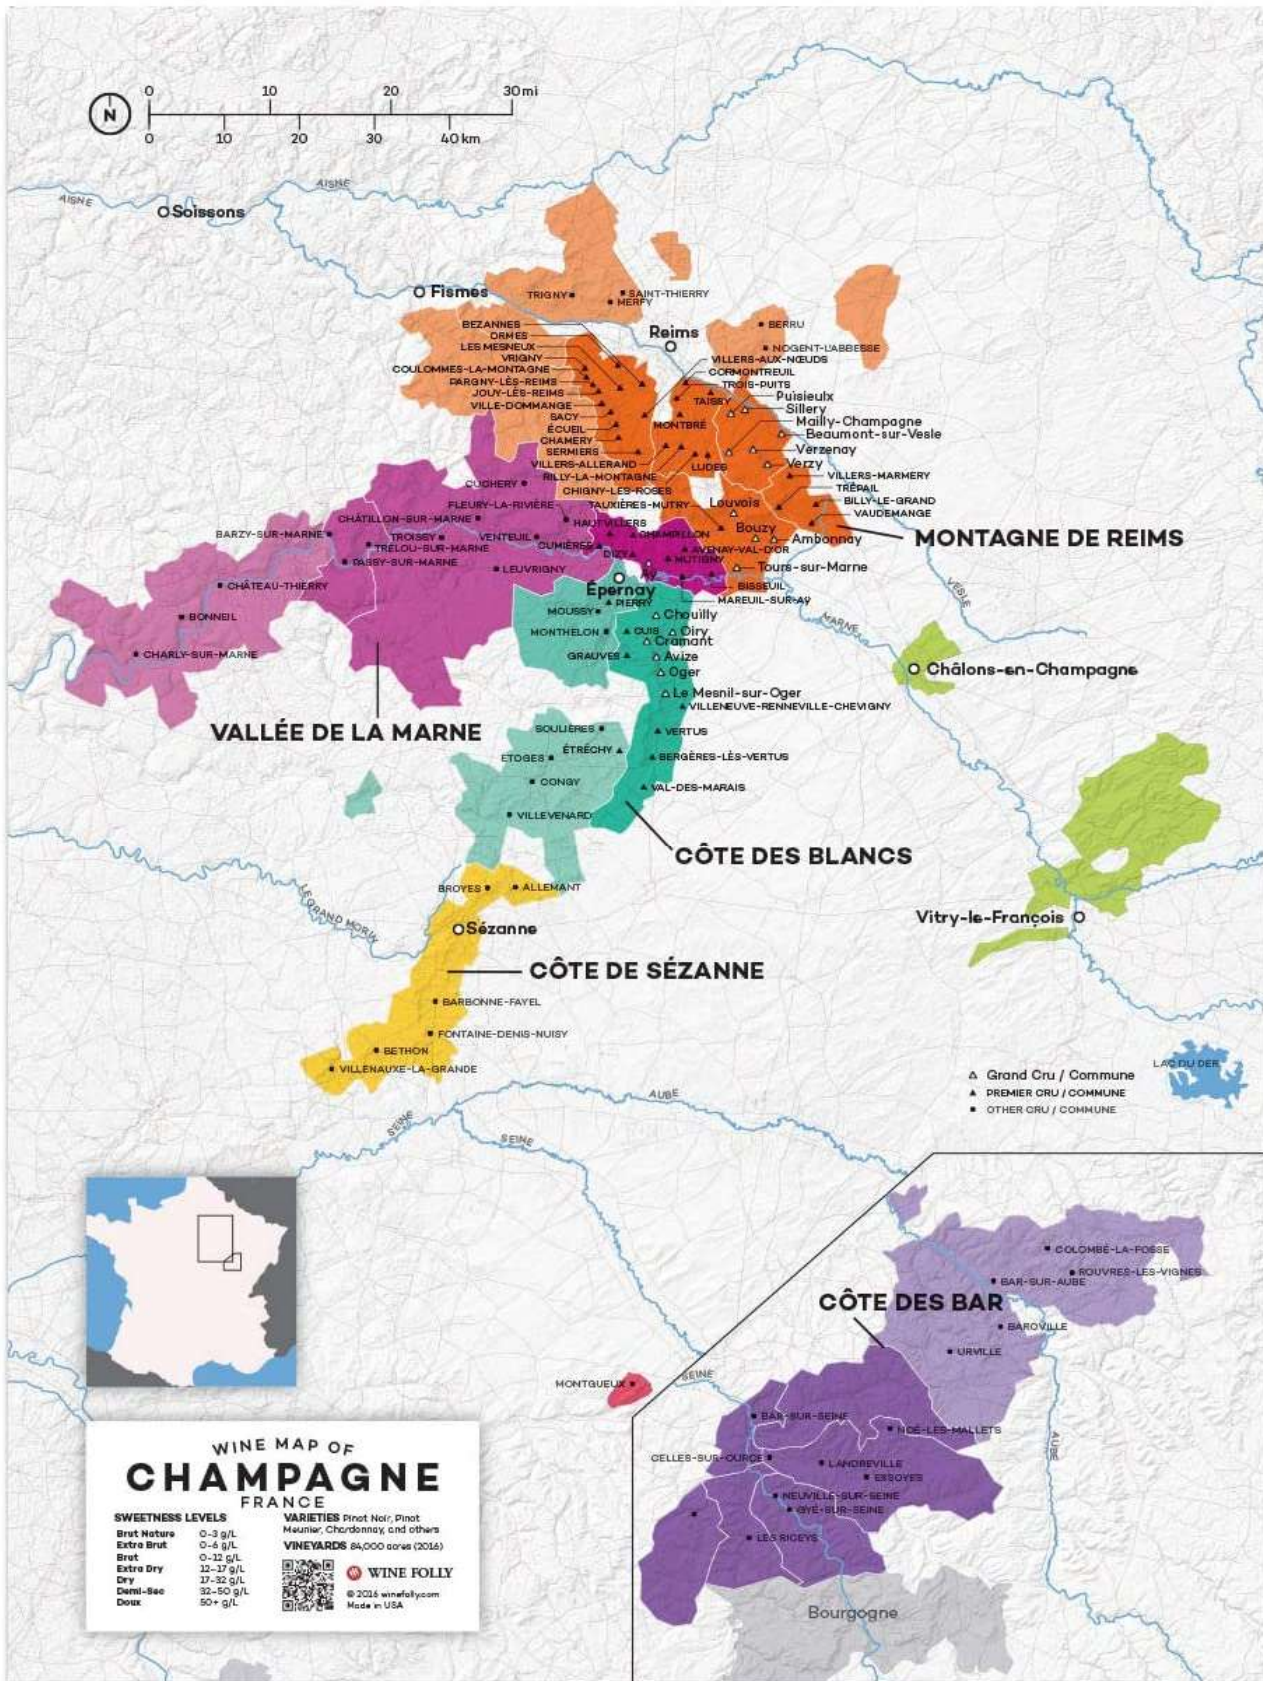 0 10 20 30 mi
N
0 10 20 30 40 km
AISNE
AISNE
Soissons
Fismes
TRIGNY
SAINT-THIERRY
MERFY
BEZANNES
ORMES
LES MESNEUX
VRIGNY
COULOMMES-LA-MONTAGNE
PARGNY-LÈS-REIMS
JOUY-LÈS-REIMS
VILLE-DOMMANGE
SACY
ÉCUEIL
CHAMERY
SERMIERS
VILLERS-ALLERAND
RILLY-LA-MONTAGNE
CHIGNY-LES-ROSES
TAUXIÈRES-MUTRY
Reims
BERRU
NOGENT-L'ABBESSE
VILLERS-AUX-NŒUDS
CORMONTREUIL
TROIS-PUITS
TAISSY
Puisieulx
Sillery
MONTBRÉ
Mailly-Champagne
Beaumont-sur-Vesle
Verzenay
LUDES
Verzy
VILLERS-MARMERY
TRÉPAIL
BILLY-LE-GRAND
VAUDEMANGE
Louvois
Bouzy
Ambonnay
MONTAGNE DE REIMS
CUCHERY
FLEURY-LA-RIVIÈRE
CHÂTILLON-SUR-MARNE
HAUTVILLERS
CHAMPILLON
BARZY-SUR-MARNE
TROISSY
VENTEUIL
CUMIÈRES
TRÉLOU-SUR-MARNE
DIZY
AVENAY-VAL-D'OR
MUTIGNY
PASSY-SUR-MARNE
LEUVRIGNY
Aÿ
Tours-sur-Marne
CHÂTEAU-THIERRY
Épernay
BISSEUIL
MAREUIL-SUR-AŸ
VESLE
MARNE
BONNEIL
MOUSSY
PIERRY
Chouilly
MONTHELON
CUIS
Oiry
Cramant
CHARLY-SUR-MARNE
GRAUVES
Avize
Oger
Châlons-en-Champagne
Le Mesnil-sur-Oger
VILLENEUVE-RENNEVILLE-CHEVIGNY
VALLÉE DE LA MARNE
SOULIÈRES
VERTUS
ÉTRÉCHY
ETOGES
BERGÈRES-LÈS-VERTUS
CONGY
VAL-DES-MARAIS
VILLEVENARD
CÔTE DES BLANCS
BROYES
ALLEMANT
LE GRAND MORIN
Sézanne
Vitry-le-François
CÔTE DE SÉZANNE
BARBONNE-FAYEL
FONTAINE-DENIS-NUISY
BETHON
VILLENAUXE-LA-GRANDE
LAC DU DER
Grand Cru / Commune
PREMIER CRU / COMMUNE
OTHER CRU / COMMUNE
AUBE
SEINE
SEINE
COLOMBÉ-LA-FOSSE
ROUVRES-LES-VIGNES
BAR-SUR-AUBE
CÔTE DES BAR
BAROVILLE
URVILLE
MONTGUEUX
SEINE
BAR-SUR-SEINE
NOÉ-LES-MALLETS
AUBE
CELLES-SUR-OURCE
LANDREVILLE
ESSOYES
NEUVILLE-SUR-SEINE
GYÉ-SUR-SEINE
LES RICEYS
Bourgogne
WINE MAP OF
CHAMPAGNE
FRANCE
SWEETNESS LEVELS
Brut Nature 0-3 g/L
Extra Brut 0-6 g/L
Brut 0-12 g/L
Extra Dry 12-17 g/L
Dry 17-32 g/L
Demi-Sec 32-50 g/L
Doux 50+ g/L
VARIETIES Pinot Noir, Pinot
Meunier, Chardonnay, and others
VINEYARDS 84,000 acres (2016)
WINE FOLLY
© 2016 winefolly.com
Made in USA